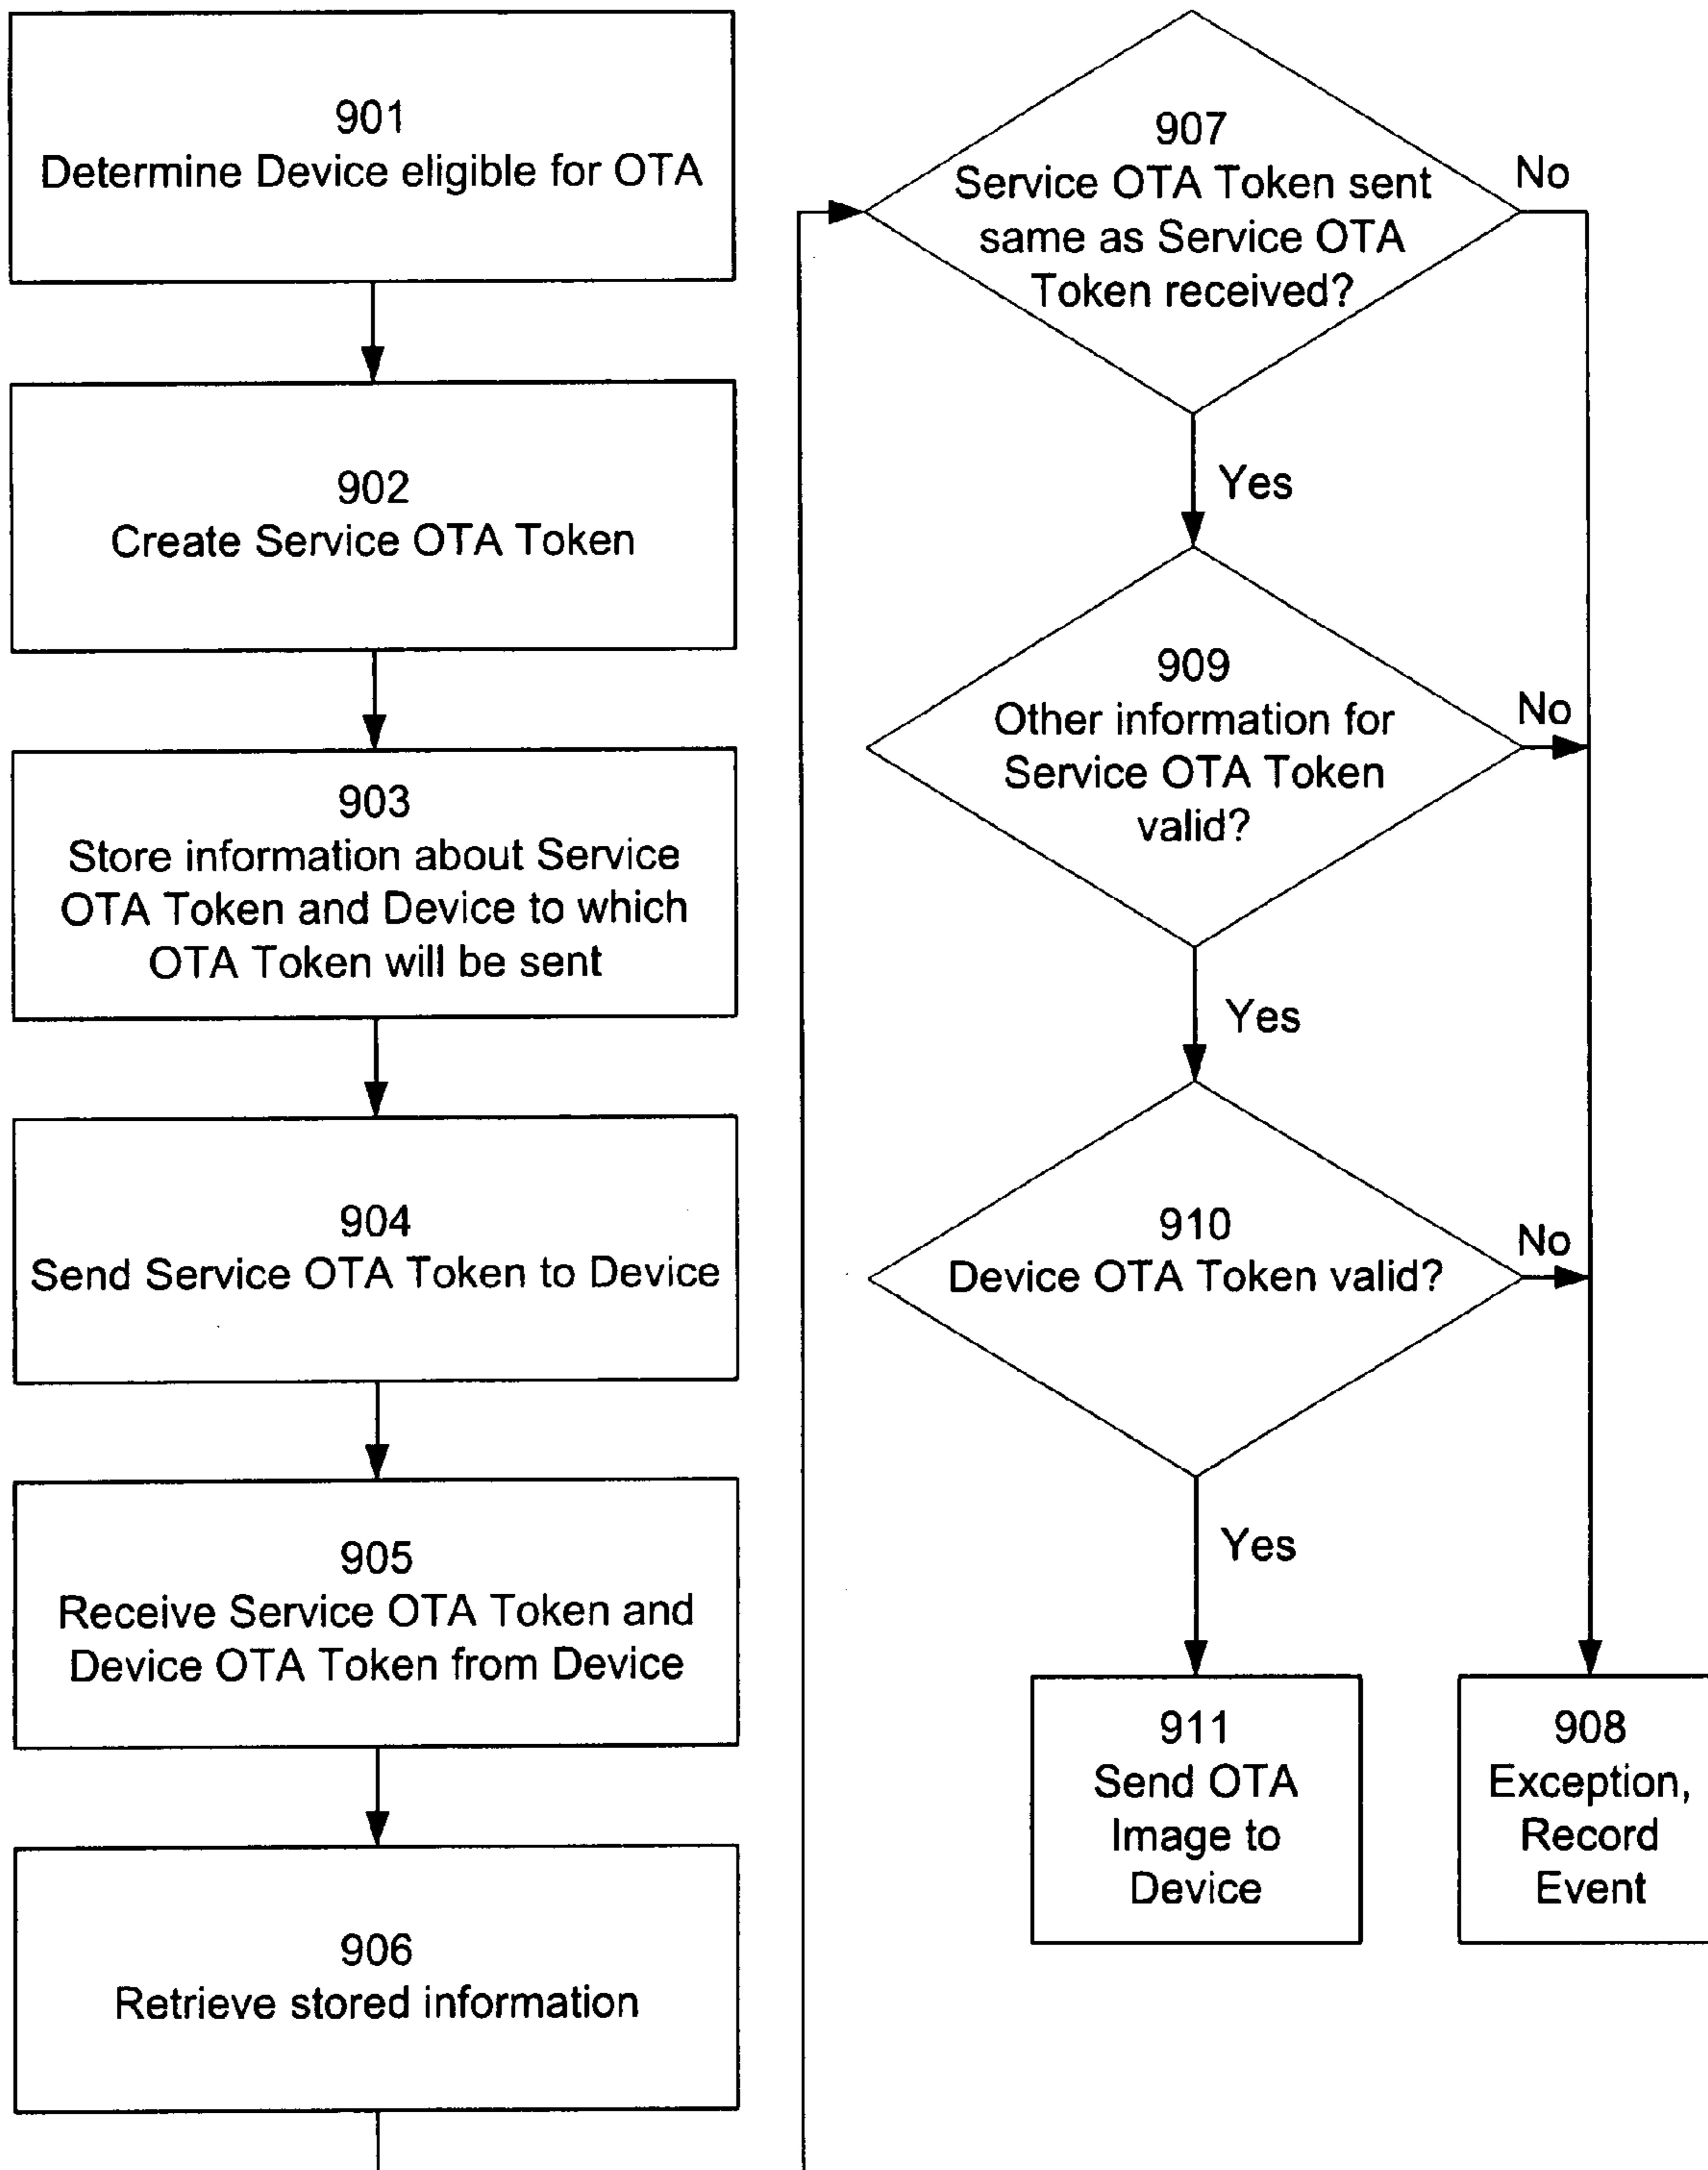 901
Determine Device eligible for OTA
902
Create Service OTA Token
903
Store information about Service
OTA Token and Device to which
OTA Token will be sent
904
Send Service OTA Token to Device
905
Receive Service OTA Token and
Device OTA Token from Device
906
Retrieve stored information
907
Service OTA Token sent
same as Service OTA
Token received?
No
Yes
909
Other information for
Service OTA Token
valid?
No
Yes
910
Device OTA Token valid?
No
Yes
911
Send OTA
Image to
Device
908
Exception,
Record
Event